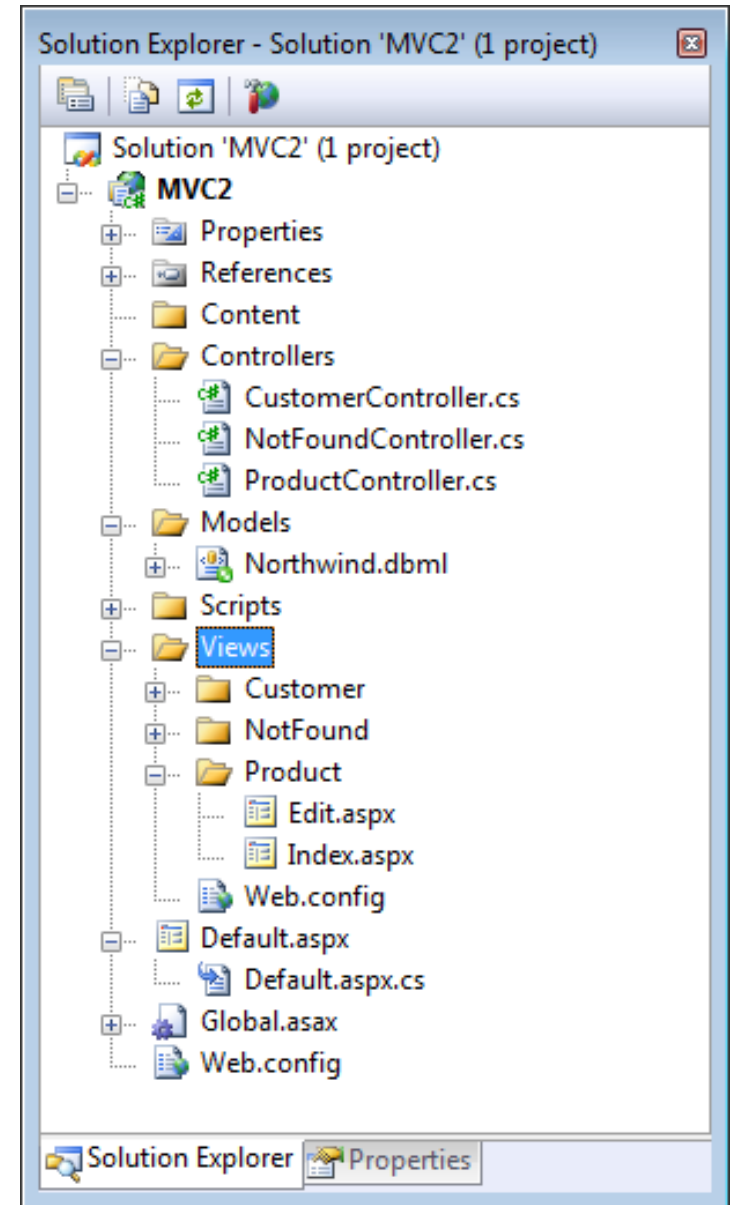 Solution Explorer - Solution 'MVC2' (1 project)
Solution 'MVC2' (1 project)
MVC2
Properties
References
Content
Controllers
CustomerController.cs
NotFoundController.cs
ProductController.cs
Models
Northwind.dbml
Scripts
Views
Customer
NotFound
Product
Edit.aspx
Index.aspx
Web.config
Default.aspx
Default.aspx.cs
Global.asax
Web.config
Solution Explorer Properties